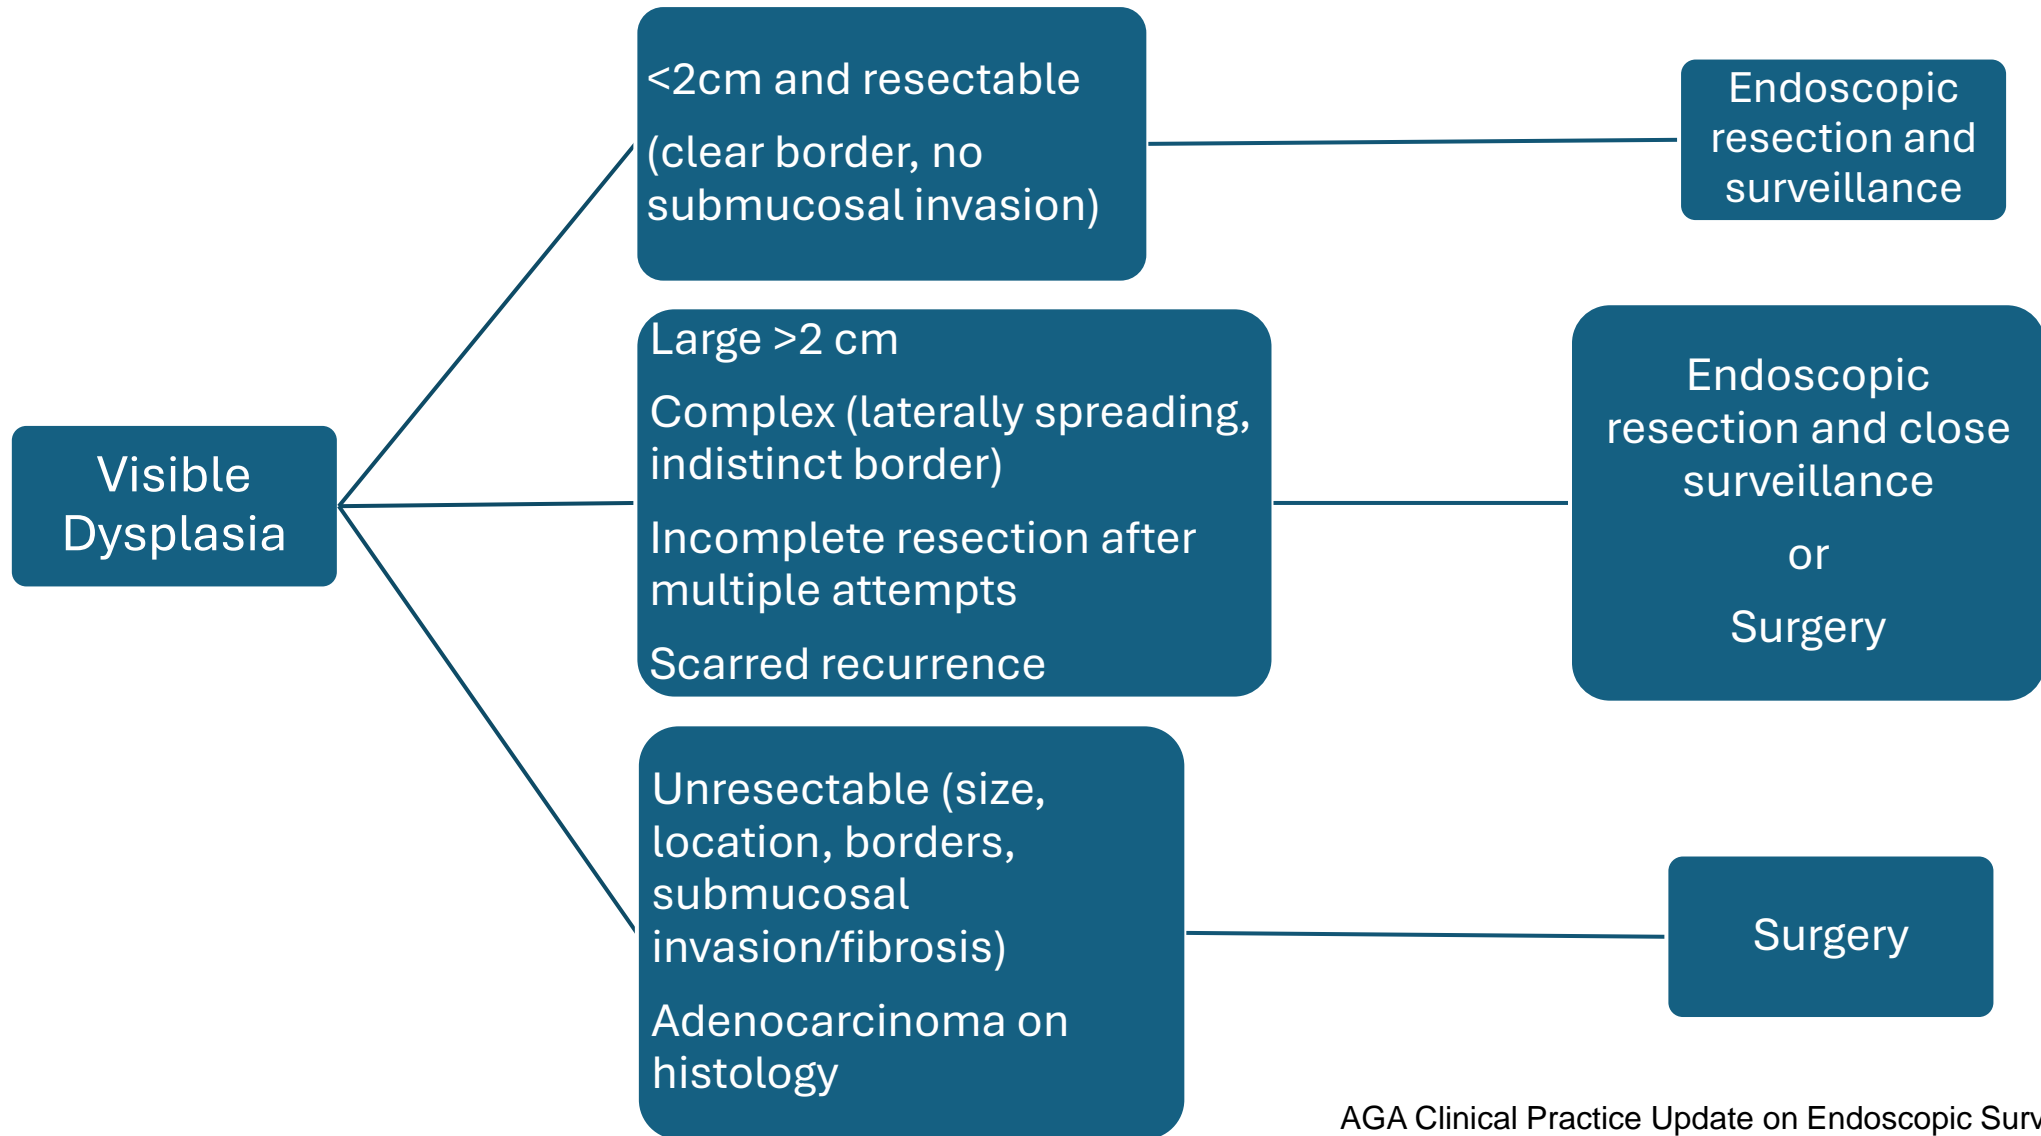 Visible
Dysplasia
<2cm and resectable
(clear border, no
submucosal invasion)
Endoscopic
resection and
surveillance
Large >2 cm
Complex (laterally spreading,
indistinct border)
Incomplete resection after
multiple attempts
Scarred recurrence
Endoscopic
resection and close
surveillance
or
Surgery
Unresectable (size,
location, borders,
submucosal
invasion/fibrosis)
Adenocarcinoma on
histology
Surgery
AGA Clinical Practice Update on Endoscopic